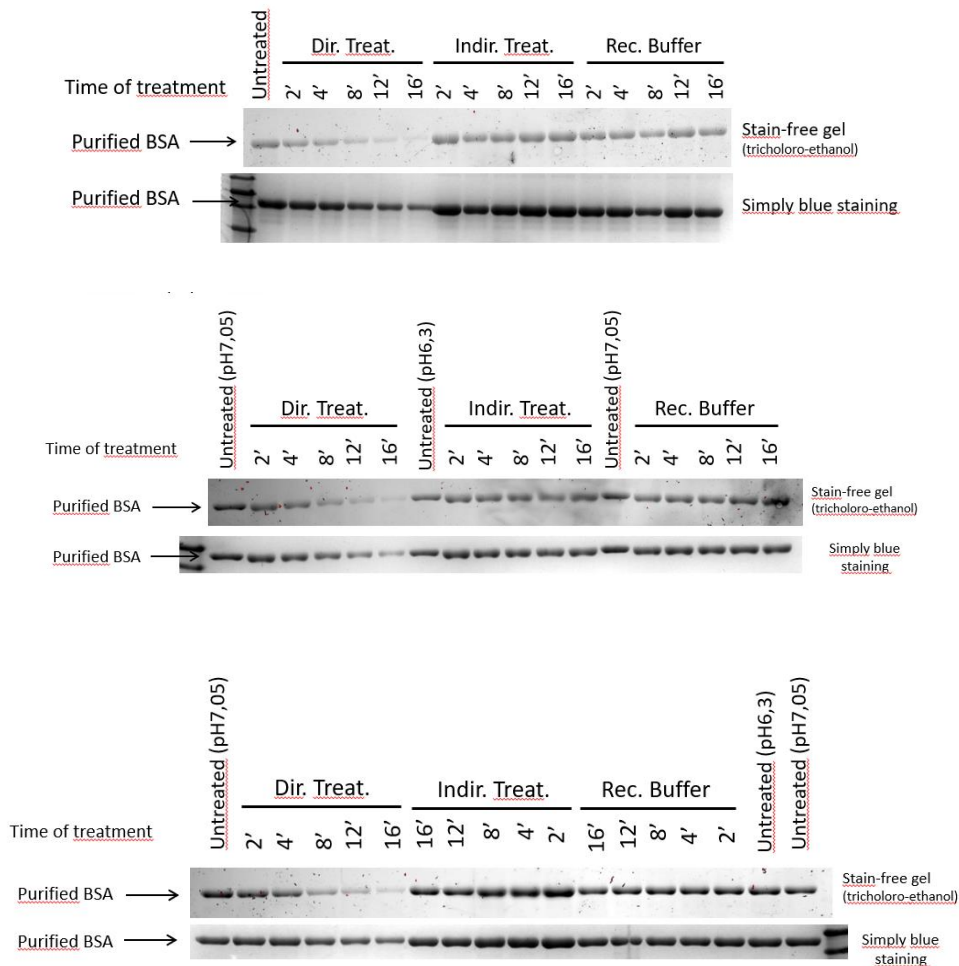 Untreated
Dir. Treat. Indir. Treat. Rec. Buffer
Time of treatment 2' 4' 8' 12' 16' 2' 4' 8' 12' 16' 2' 4' 8' 12' 16'
Purified BSA
Stain-free gel
(tricholoro-ethanol)
Purified BSA
Simply blue staining
Untreated (pH7,05) Untreated (pH6,3) Untreated (pH7,05)
Dir. Treat. Indir. Treat. Rec. Buffer
Time of treatment 2' 4' 8' 12' 16' 2' 4' 8' 12' 16' 2' 4' 8' 12' 16'
Purified BSA
Stain-free gel
(tricholoro-ethanol)
Purified BSA
Simply blue
staining
Untreated (pH7,05) Untreated (pH6,3) Untreated (pH7,05)
Dir. Treat. Indir. Treat. Rec. Buffer
Time of treatment 2' 4' 8' 12' 16' 16' 12' 8' 4' 2' 16' 12' 8' 4' 2'
Purified BSA
Stain-free gel
(tricholoro-ethanol)
Purified BSA
Simply blue
staining